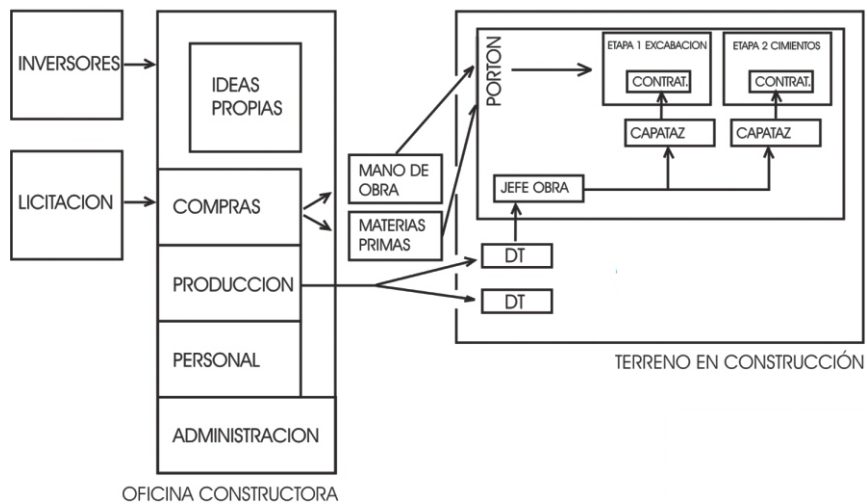 INVERSORES
LICITACION
IDEAS
PROPIAS
COMPRAS
PRODUCCION
PERSONAL
ADMINISTRACION
OFICINA CONSTRUCTORA
MANO DE
OBRA
MATERIAS
PRIMAS
PORTON
ETAPA 1 EXCABACION
CONTRAT.
CAPATAZ
ETAPA 2 CIMIENTOS
CONTRAT.
CAPATAZ
JEFE OBRA
DT
DT
TERRENO EN CONSTRUCCIÓN